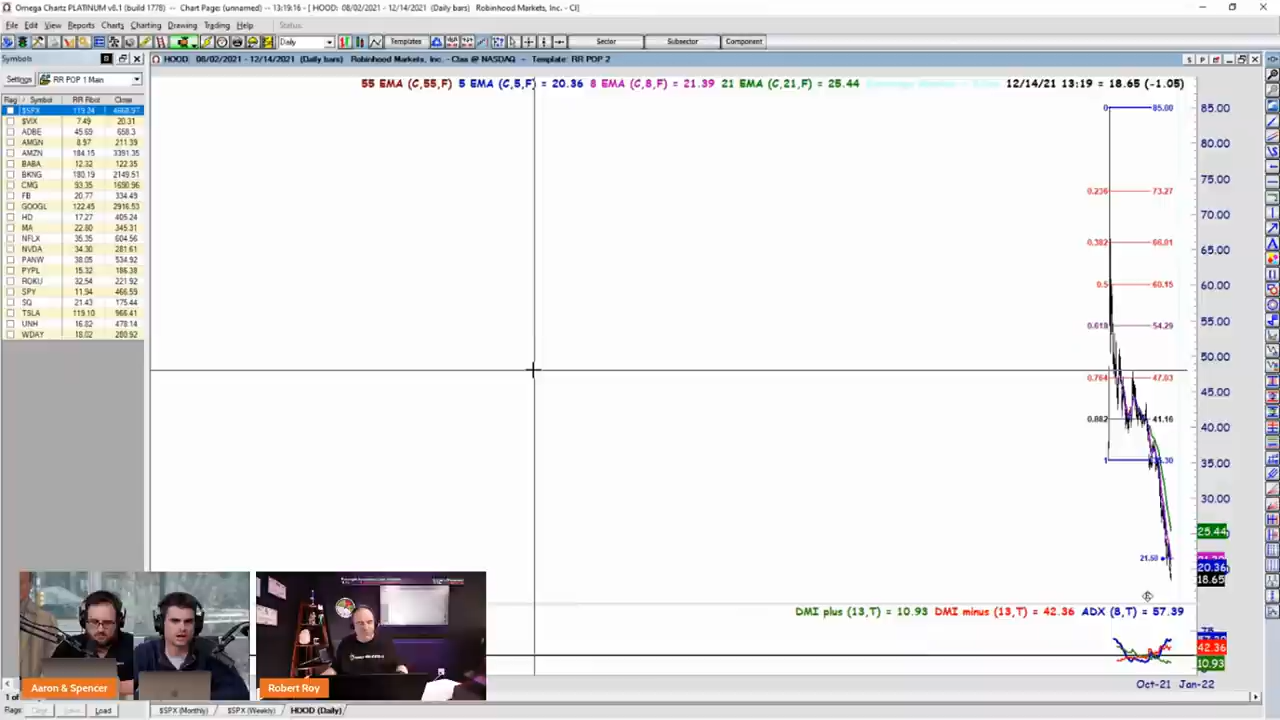 Omega Chartz PLATINUM v6.1 (build 1778) -- Chart Page: (unnamed) -- 13:19:16 - [ HOOD: 08/02/2021 - 12/14/2021 (Daily bars) Robinhood Markets, Inc. - Cl]
File Edit View Reports Charts Charting Drawing Trading Help Status:
Daily Templates Sector Subsector Component
Symbols
HOOD: 08/02/2021 - 12/14/2021 (Daily bars) Robinhood Markets, Inc. - Clas @ NASDAQ - Template: RR POP 2
Settings RR POP 1 Main
Flag Symbol Close
$SPX 119.24
$VIX 7.49 20.31
ADBE 45.69 658.3
AMGN 8.97 211.39
AMZN 184.15 3391.35
BABA 12.32 122.35
BKNG 180.19 2149.51
CMG 93.35 1690.96
FB 20.77 334.49
GOOGL 122.45 2916.53
HD 17.27 405.24
MA 22.80 345.31
NFLX 35.35 604.56
NVDA 34.30 281.61
PANW 38.05 534.92
PYPL 15.32 186.38
ROKU 32.54 221.92
SPY 11.94 466.59
SQ 21.43 175.44
TSLA 119.10 966.41
UNH 16.82 478.14
WDAY 18.02 280.92
55 EMA (C,55,F) 5 EMA (C,5,F) = 20.36 8 EMA (C,8,F) = 21.39 21 EMA (C,21,F) = 25.44 12/14/21 13:19 = 18.65 (-1.05)
0 85.00
0.236 73.27
0.382 66.01
0.5 60.15
0.618 54.29
0.764 47.03
0.882 41.16
1
21.50
85.00
80.00
75.00
70.00
65.00
60.00
55.00
50.00
45.00
40.00
35.00
30.00
25.44
20.36
18.65
DMI plus (13,T) = 10.93 DMI minus (13,T) = 42.36 ADX (8,T) = 57.39
42.36
10.93
Oct-21 Jan-22
Aaron & Spencer
Robert Roy
Flags: Load $SPX (Monthly) $SPX (Weekly) HOOD (Daily)